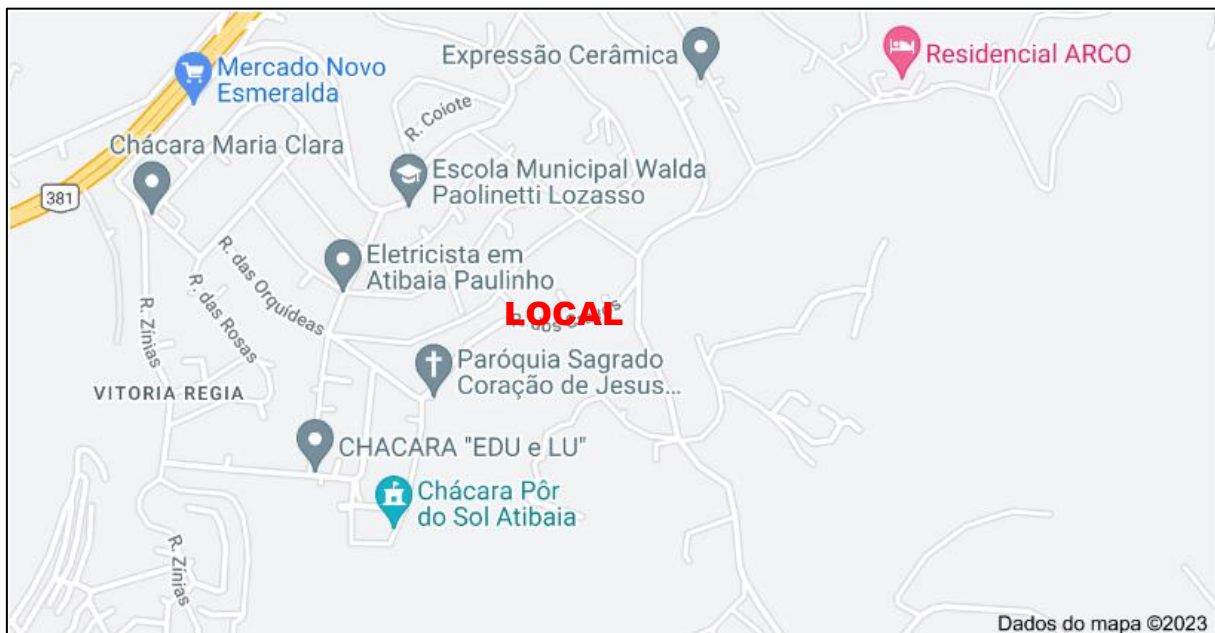 Expressão Cerâmica
Residencial ARCO
Mercado Novo
Esmeralda
R. Coiote
Chácara Maria Clara
Escola Municipal Walda
Paolinetti Lozasso
381
Eletricista em
Atibaia Paulinho
R. das Orquídeas
R. das Rosas
R. Zínias
LOCAL
R. dos
Paróquia Sagrado
Coração de Jesus...
VITORIA REGIA
CHACARA "EDU e LU"
Chácara Pôr
do Sol Atibaia
R. Zínias
Dados do mapa ©2023